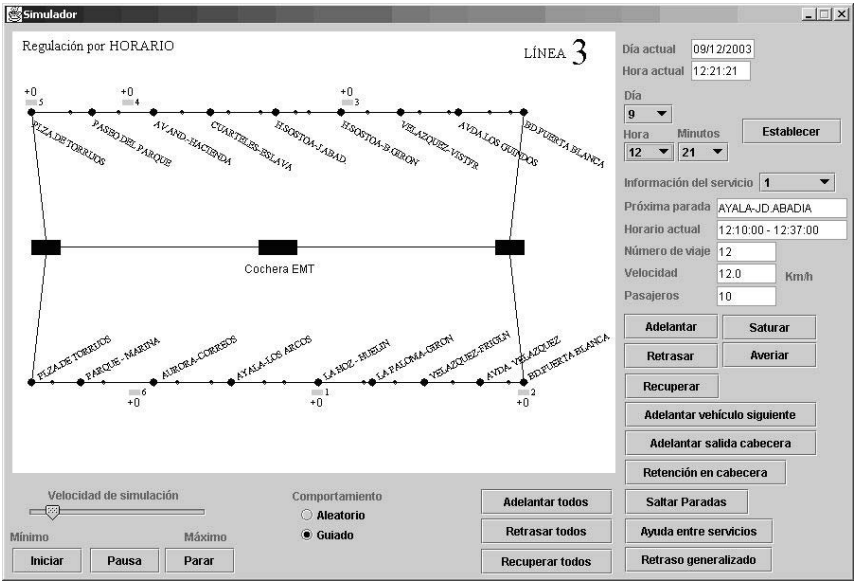 Simulador
Regulación por HORARIO
LÍNEA 3
+0
5
+0
4
+0
3
PLZA.DE TORRIJOS
PASEO DEL PARQUE
AV.AND.-HACIENDA
CUARTELES-ESLAVA
H.SOSTOA-J.ABAD.
H.SOSTOA-B.GIRON
VELAZQUEZ-VISTFR
AVDA.LOS GUINDOS
BD.PUERTA BLANCA
Cochera EMT
PLZA.DE TORRIJOS
PARQUE - MARINA
AURORA-CORREOS
AYALA-LOS ARCOS
LA HOZ - HUELIN
LA PALOMA-GIRON
VELAZQUEZ-FRIGLN
AVDA. VELAZQUEZ
BD.PUERTA BLANCA
6
+0
1
+0
2
+0
Día actual 09/12/2003
Hora actual 12:21:21
Día
9
Hora Minutos
12 21
Establecer
Información del servicio 1
Próxima parada AYALA-JD.ABADIA
Horario actual 12:10:00 - 12:37:00
Número de viaje 12
Velocidad 12.0 Km/h
Pasajeros 10
Adelantar Saturar
Retrasar Averiar
Recuperar
Adelantar vehículo siguiente
Adelantar salida cabecera
Retención en cabecera
Saltar Paradas
Ayuda entre servicios
Retraso generalizado
Velocidad de simulación
Mínimo Máximo
Iniciar Pausa Parar
Comportamiento
Aleatorio
Guiado
Adelantar todos
Retrasar todos
Recuperar todos